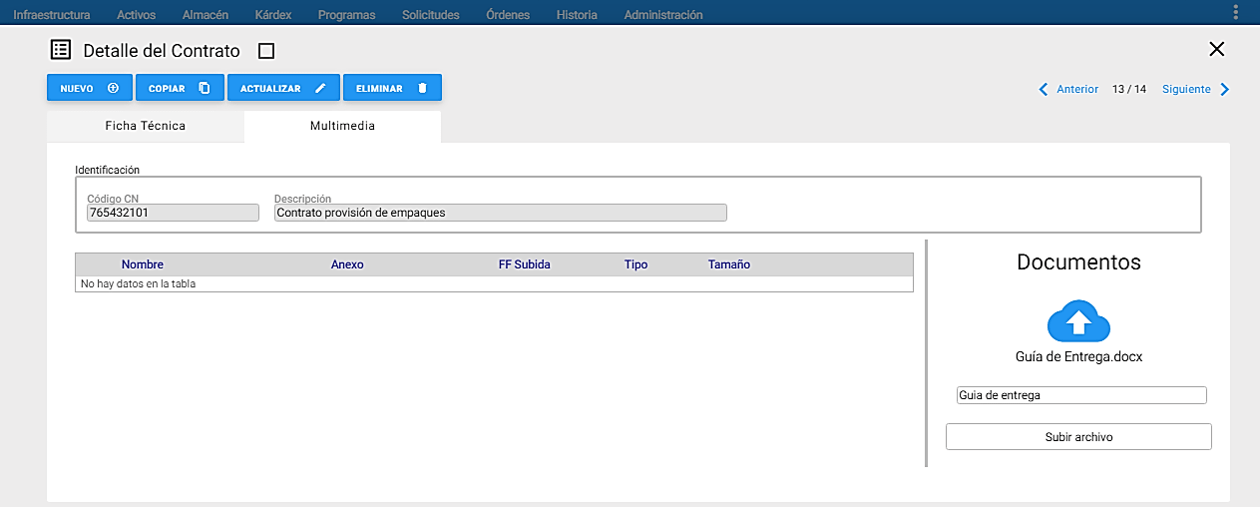 Infraestructura Activos Almacén Kárdex Programas Solicitudes Órdenes Historia Administración
Detalle del Contrato
NUEVO COPIAR ACTUALIZAR ELIMINAR Anterior 13 / 14 Siguiente
Ficha Técnica Multimedia
Identificación
Código CN Descripción
765432101 Contrato provisión de empaques
Nombre Anexo FF Subida Tipo Tamaño
No hay datos en la tabla
Documentos
Guía de Entrega.docx
Guia de entrega
Subir archivo